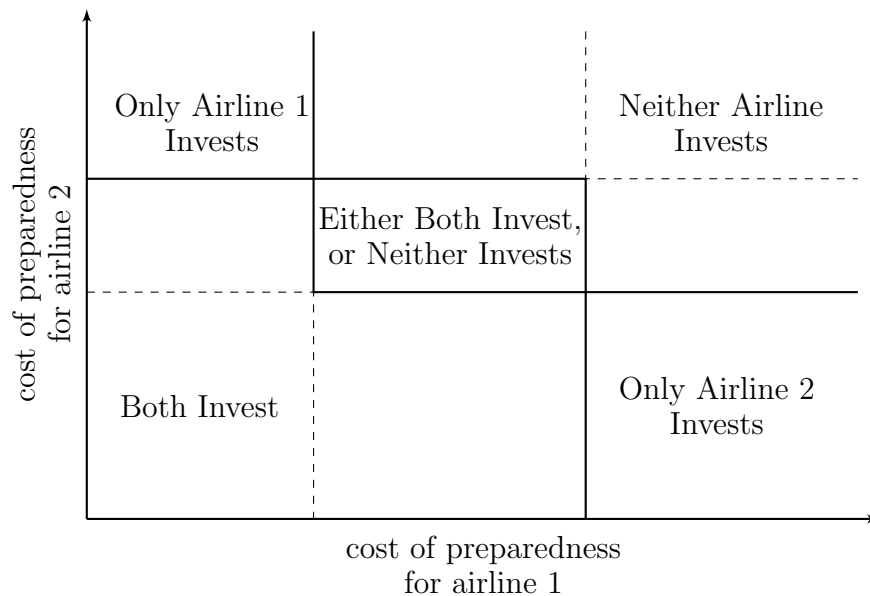 Only Airline 1
Invests
Neither Airline
Invests
Either Both Invest,
or Neither Invests
Both Invest
Only Airline 2
Invests
cost of preparedness
for airline 2
cost of preparedness
for airline 1